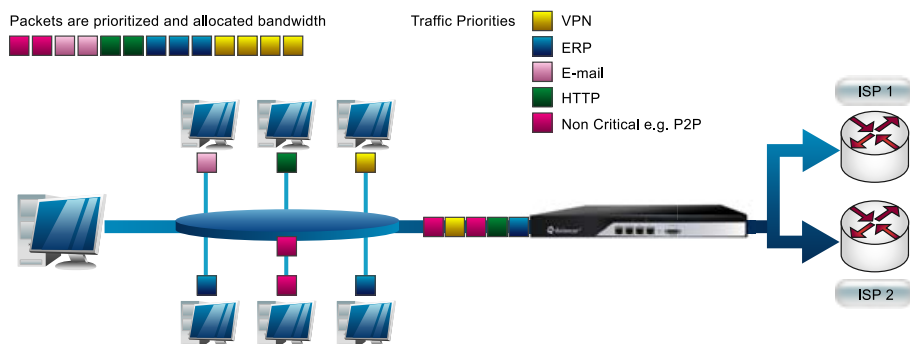 Packets are prioritized and allocated bandwidth
Traffic Priorities
VPN
ERP
E-mail
HTTP
Non Critical e.g. P2P
ISP 1
ISP 2